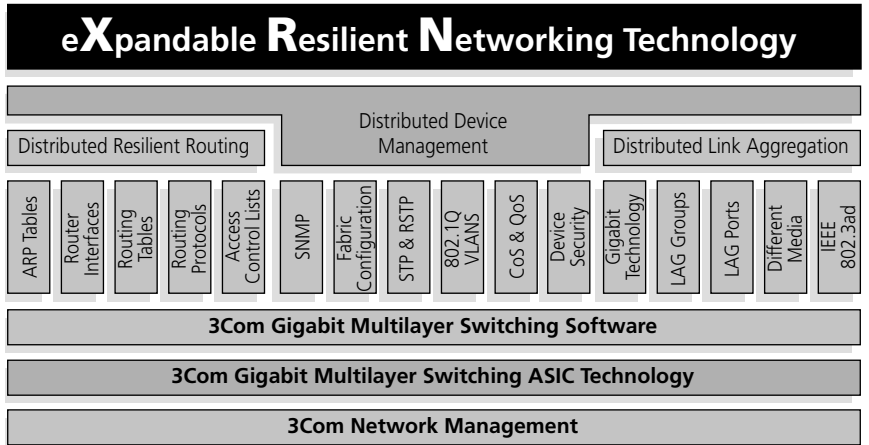 eXpandable Resilient Networking Technology
Distributed Device
Management
Distributed Resilient Routing
Distributed Link Aggregation
ARP Tables
Router
Interfaces
Routing
Tables
Routing
Protocols
Access
Control Lists
SNMP
Fabric
Configuration
STP & RSTP
802.1Q
VLANS
CoS & QoS
Device
Security
Gigabit
Technology
LAG Groups
LAG Ports
Different
Media
IEEE
802.3ad
3Com Gigabit Multilayer Switching Software
3Com Gigabit Multilayer Switching ASIC Technology
3Com Network Management